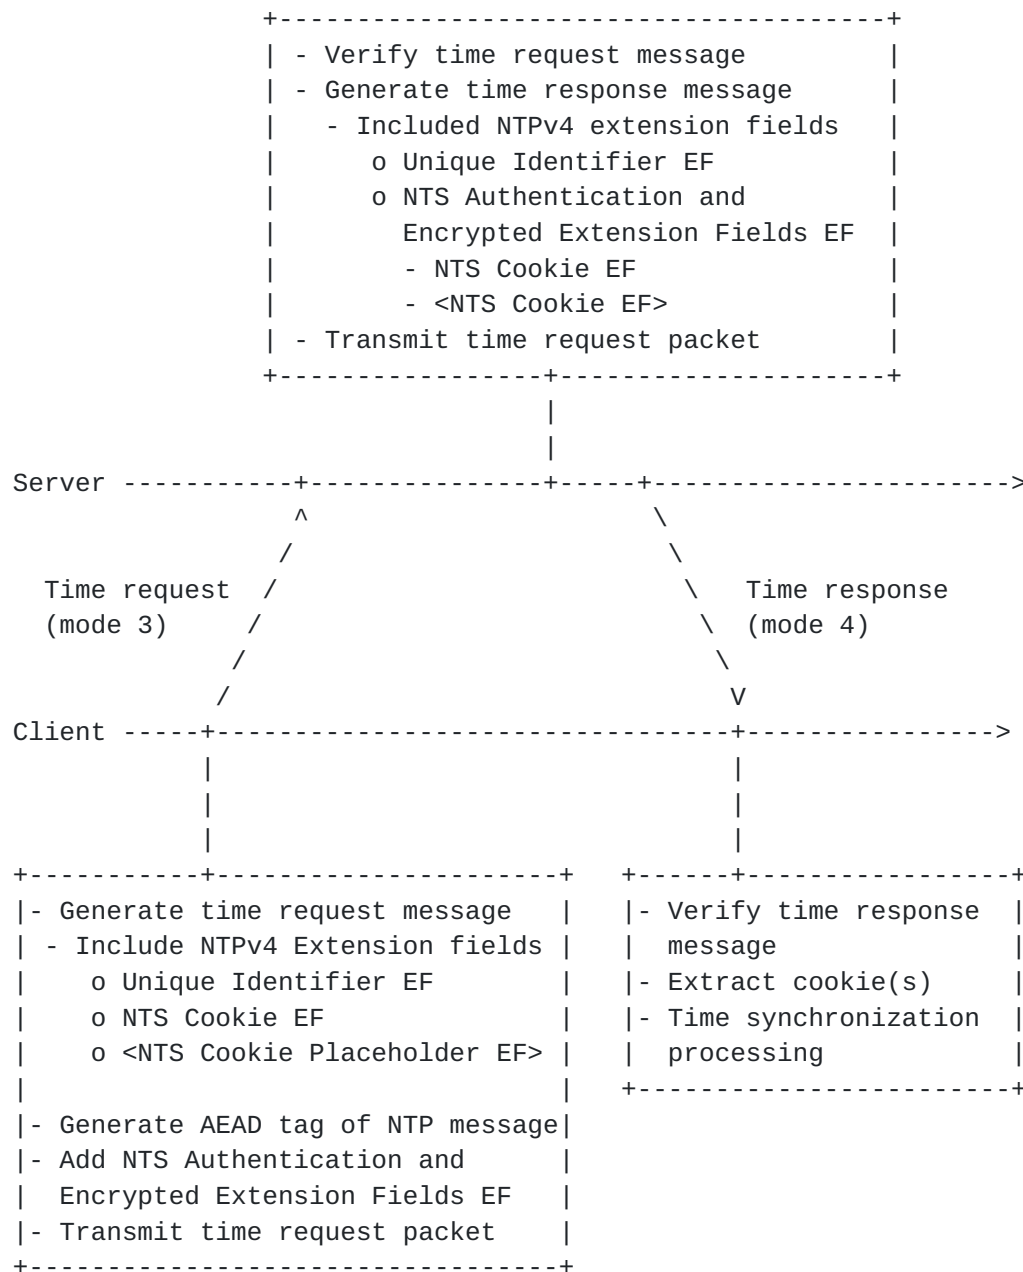 - Verify time request message
- Generate time response message
- Included NTPv4 extension fields
o Unique Identifier EF
o NTS Authentication and
Encrypted Extension Fields EF
- NTS Cookie EF
- <NTS Cookie EF>
- Transmit time request packet
Server
Time request
(mode 3)
Time response
(mode 4)
Client
- Generate time request message
- Include NTPv4 Extension fields
o Unique Identifier EF
o NTS Cookie EF
o <NTS Cookie Placeholder EF>
- Generate AEAD tag of NTP message
- Add NTS Authentication and
Encrypted Extension Fields EF
- Transmit time request packet
- Verify time response
message
- Extract cookie(s)
- Time synchronization
processing